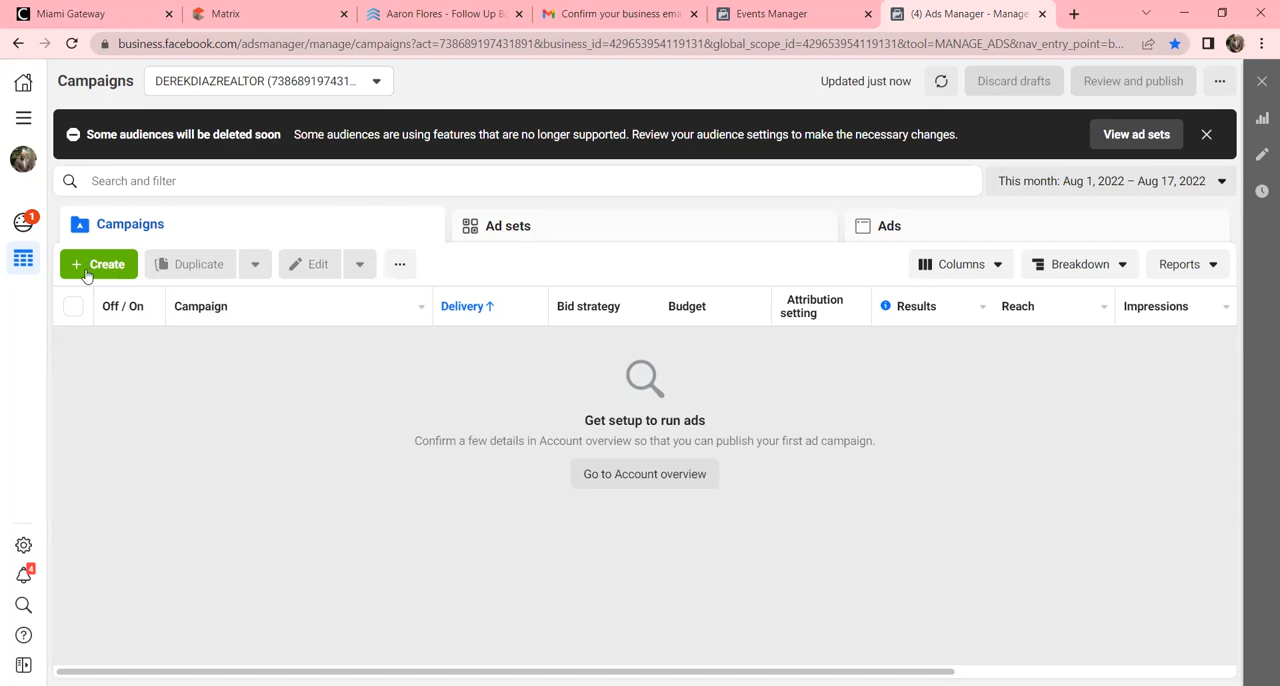 Miami Gateway
Matrix
Aaron Flores - Follow Up Bo
Confirm your business ema
Events Manager
(4) Ads Manager - Manage
business.facebook.com/adsmanager/manage/campaigns?act=738689197431891&business_id=429653954119131&global_scope_id=429653954119131&tool=MANAGE_ADS&nav_entry_point=b...
Campaigns
DEREKDIAZREALTOR (73868919 7431...
Updated just now
Discard drafts
Review and publish
Some audiences will be deleted soon Some audiences are using features that are no longer supported. Review your audience settings to make the necessary changes.
View ad sets
Search and filter
This month: Aug 1, 2022 – Aug 17, 2022
1
Campaigns
Ad sets
Ads
+ Create
Duplicate
Edit
Columns
Breakdown
Reports
Off / On
Campaign
Delivery ↑
Bid strategy
Budget
Attribution
setting
Results
Reach
Impressions
Get setup to run ads
Confirm a few details in Account overview so that you can publish your first ad campaign.
Go to Account overview
4